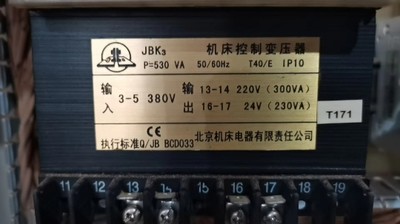 JBK₃ 机床控制变压器
P=530 VA 50/60Hz T40/E IP10
输入 3-5 380V 输出 13-14 220V (300VA)
16-17 24V (230VA)
T171
CE
执行标准Q/JB BCD033 北京机床电器有限责任公司
11 12 13 14 15 16 17 18 19